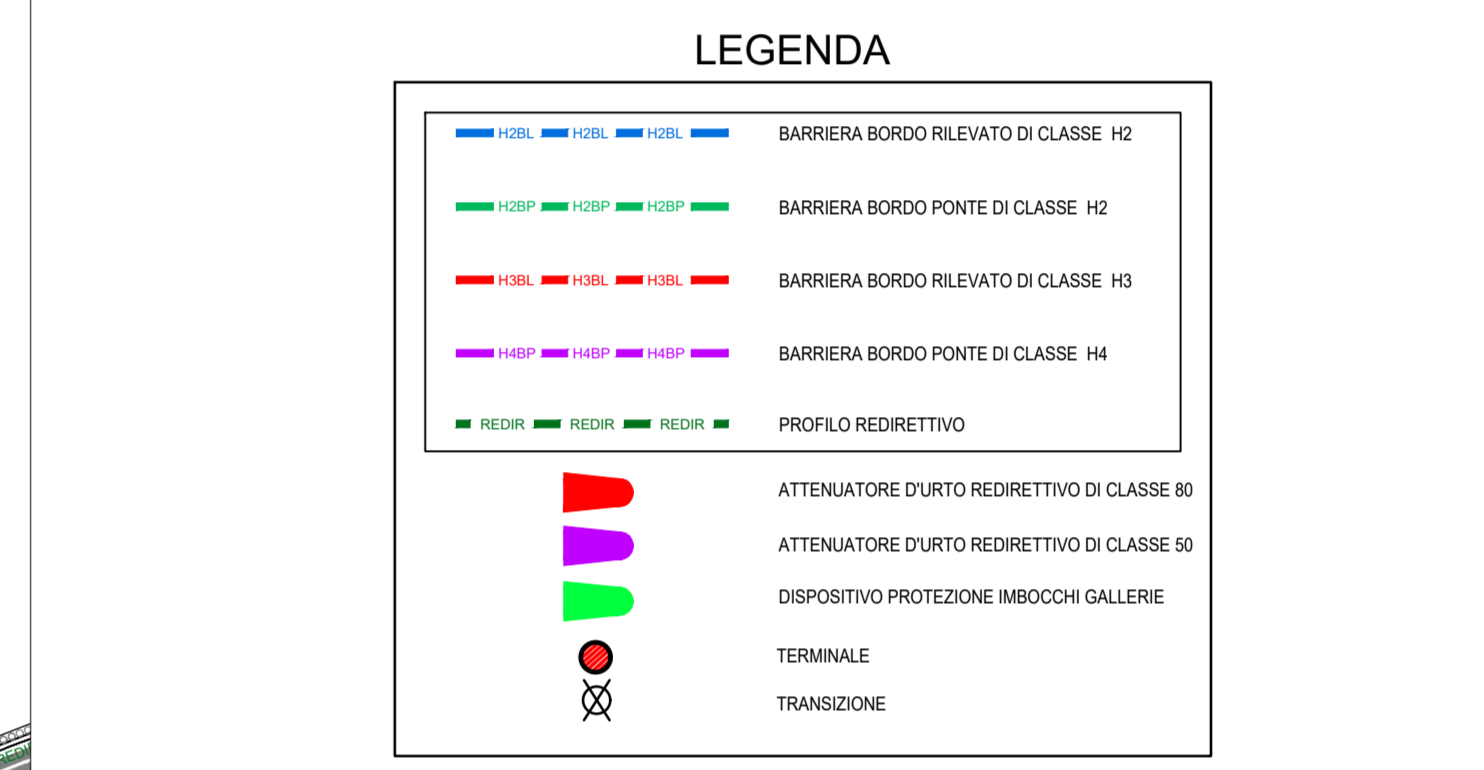 LEGENDA
H2BL H2BL H2BL BARRIERA BORDO RILEVATO DI CLASSE H2
H2BP H2BP H2BP BARRIERA BORDO PONTE DI CLASSE H2
H3BL H3BL H3BL BARRIERA BORDO RILEVATO DI CLASSE H3
H4BP H4BP H4BP BARRIERA BORDO PONTE DI CLASSE H4
REDIR REDIR REDIR PROFILO REDIRETTIVO
ATTENUATORE D'URTO REDIRETTIVO DI CLASSE 80
ATTENUATORE D'URTO REDIRETTIVO DI CLASSE 50
DISPOSITIVO PROTEZIONE IMBOCCHI GALLERIE
TERMINALE
TRANSIZIONE